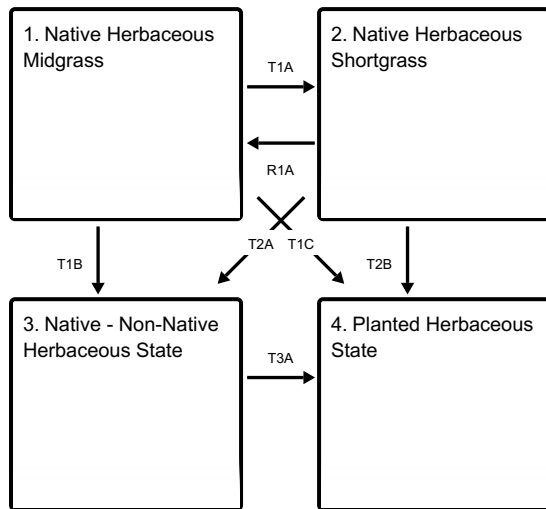 1. Native Herbaceous
Midgrass
2. Native Herbaceous
Shortgrass
T1A
R1A
T2A
T1C
T1B
T2B
3. Native - Non-Native
Herbaceous State
4. Planted Herbaceous
State
T3A